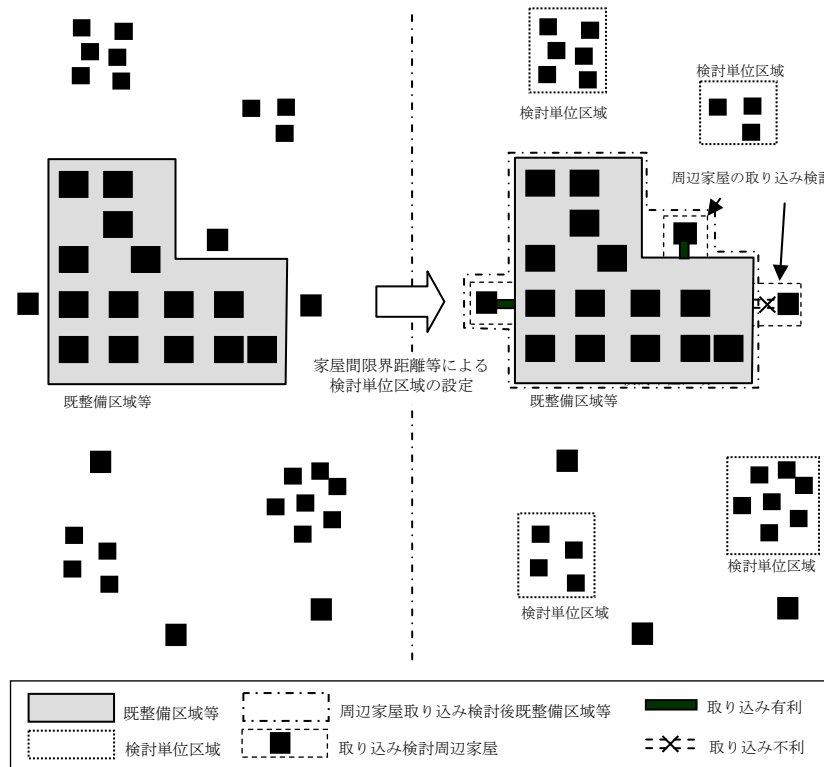 検討単位区域
検討単位区域
周辺家屋の取り込み検討
家屋間限界距離等による
検討単位区域の設定
既整備区域等
既整備区域等
検討単位区域
検討単位区域
既整備区域等
周辺家屋取り込み検討後既整備区域等
取り込み有利
検討単位区域
取り込み検討周辺家屋
取り込み不利